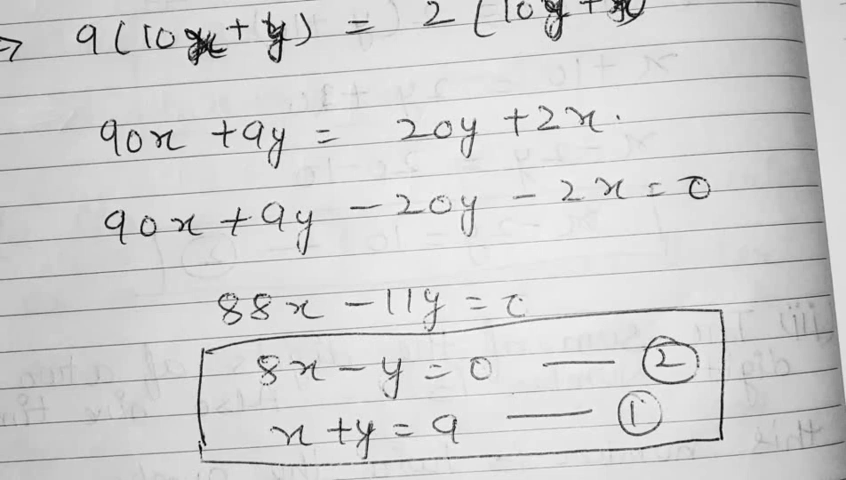 ⇒ 9(10x+y) = 2(10y+x)
90x + 9y = 20y + 2x.
90x + 9y - 20y - 2x = 0
88x - 11y = 0
8x - y = 0 — ②
x + y = 9 — ①